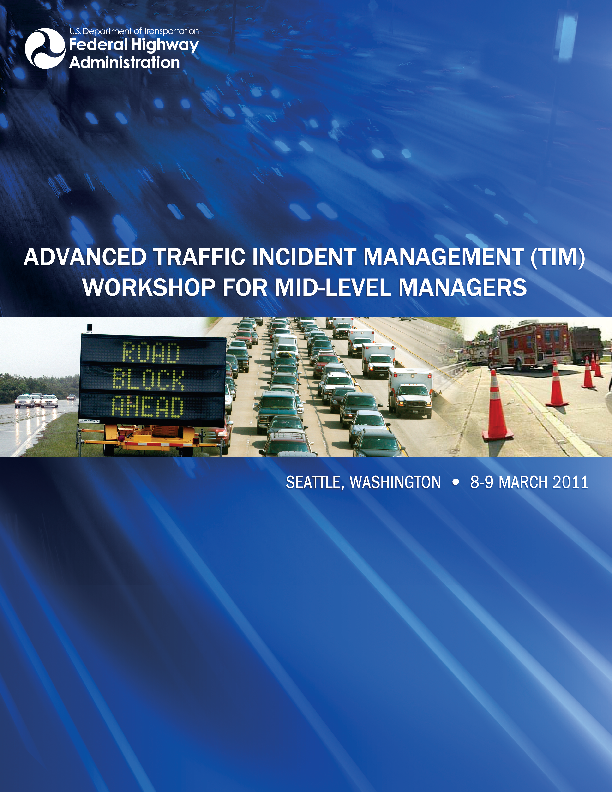 U.S. Department of Transportation
Federal Highway
Administration
ADVANCED TRAFFIC INCIDENT MANAGEMENT (TIM)
WORKSHOP FOR MID-LEVEL MANAGERS
ROAD
BLOCK
AHEAD
SEATTLE, WASHINGTON • 8-9 MARCH 2011